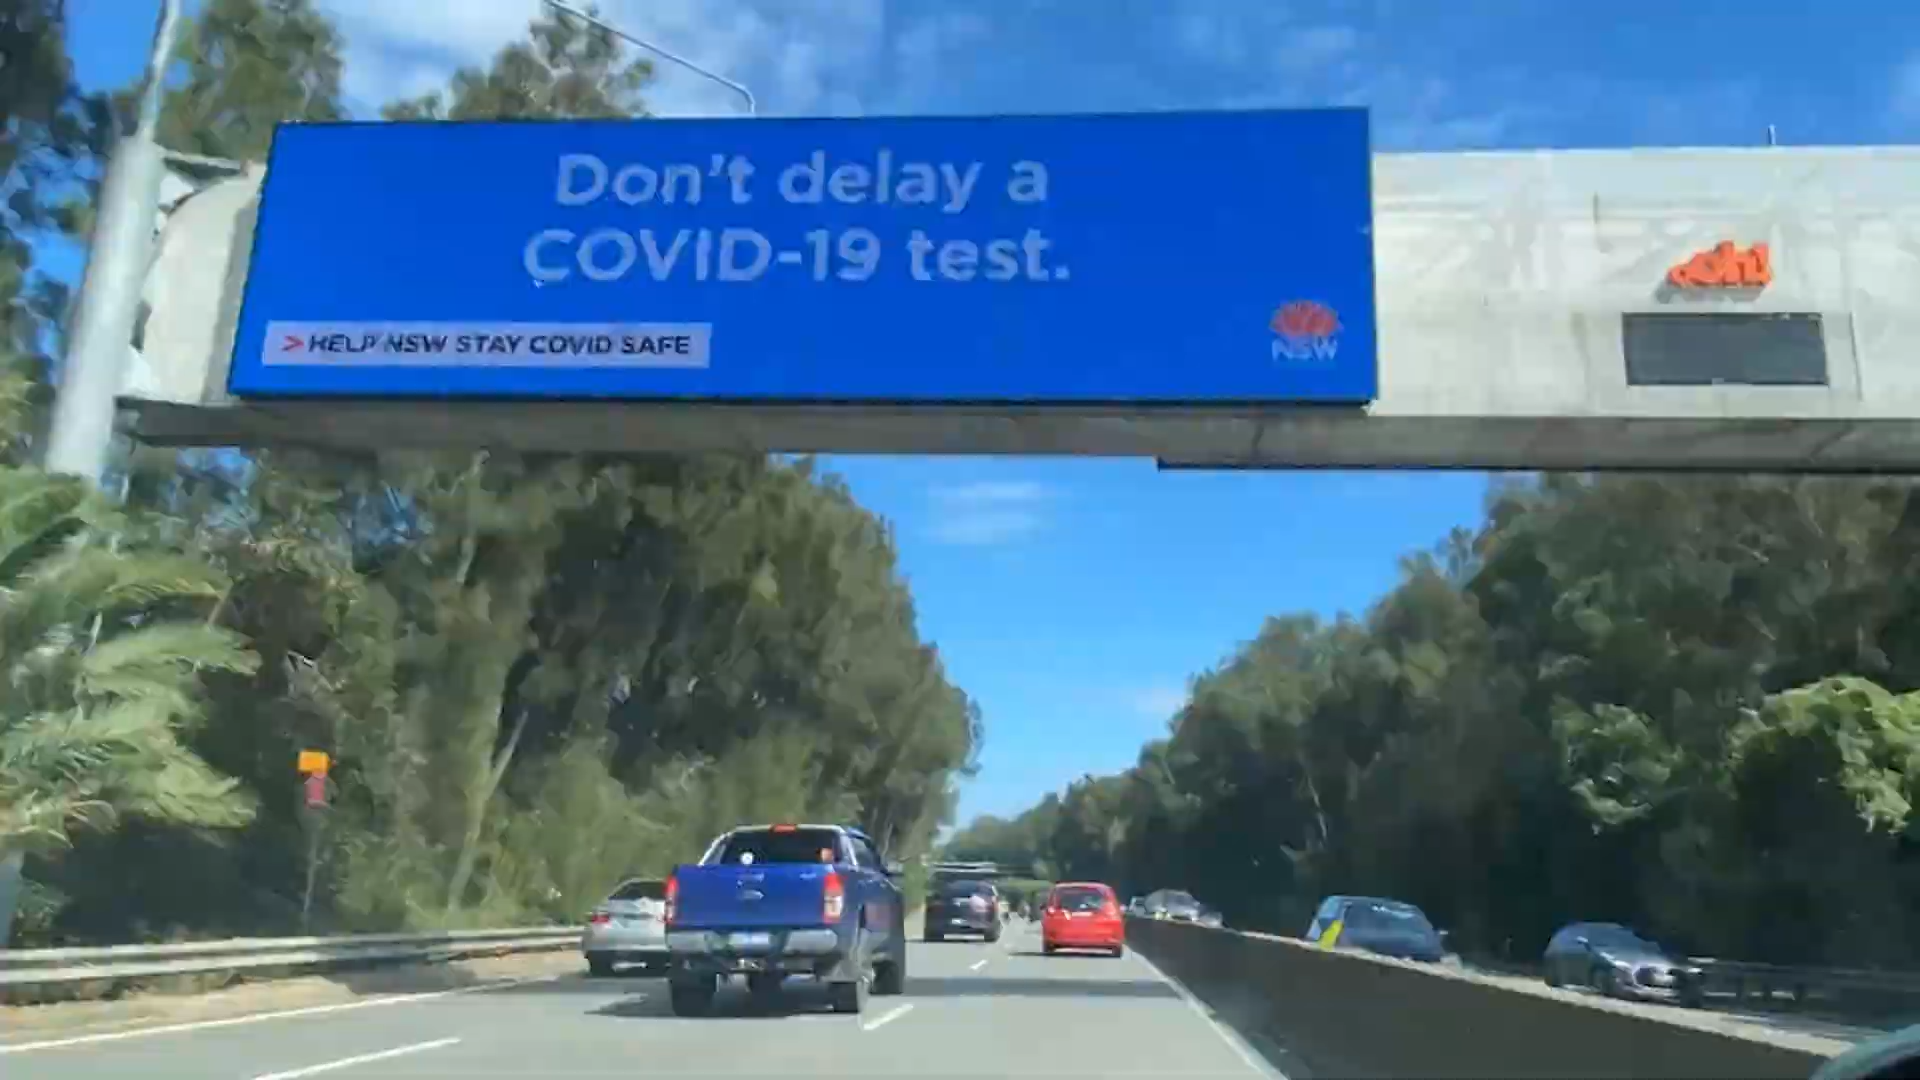 Don't delay a
COVID-19 test.
> HELP NSW STAY COVID SAFE
NSW
ooh!